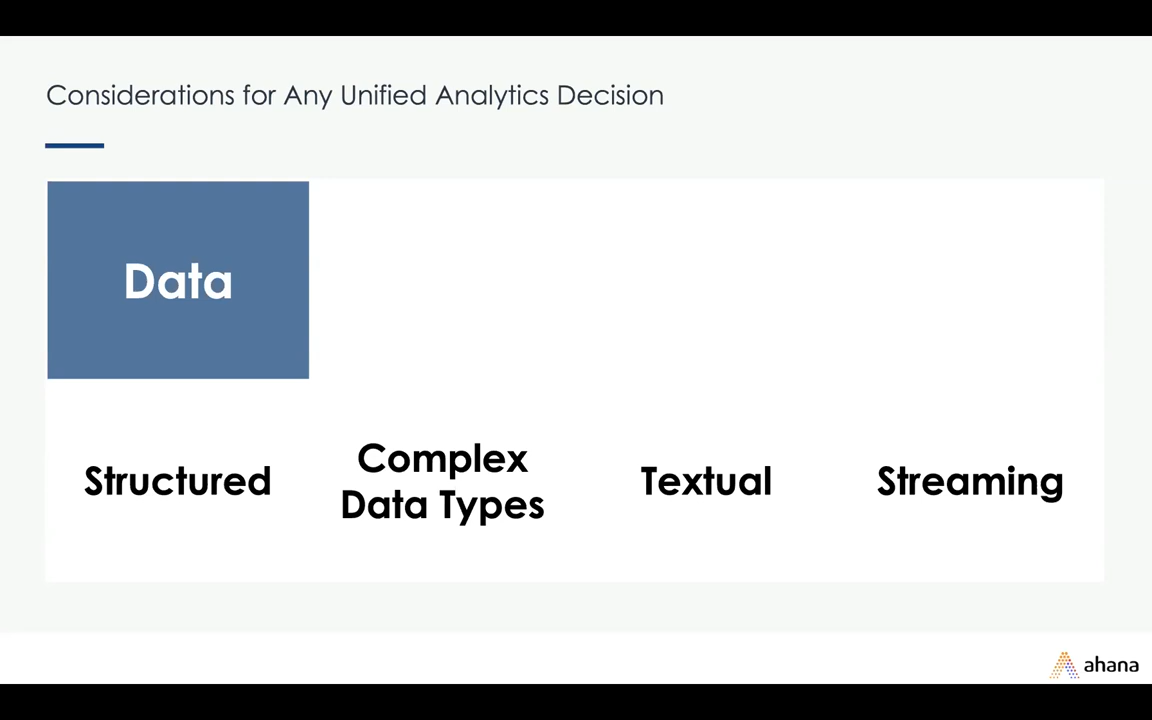 Considerations for Any Unified Analytics Decision
Data
Structured
Complex
Data Types
Textual
Streaming
ahana